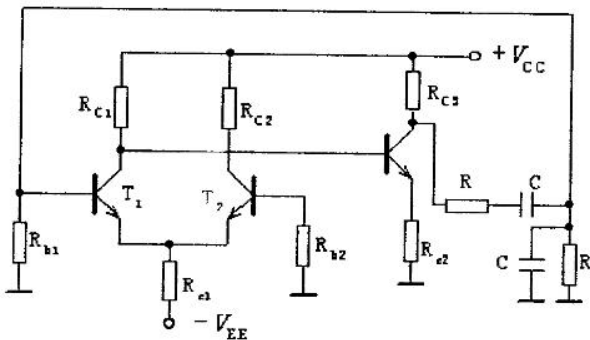 +V_CC
R_C1
R_C2
R_C3
R
C
T_1
T_2
R_b1
R_b2
R_e2
C
R
R_e1
-V_EE